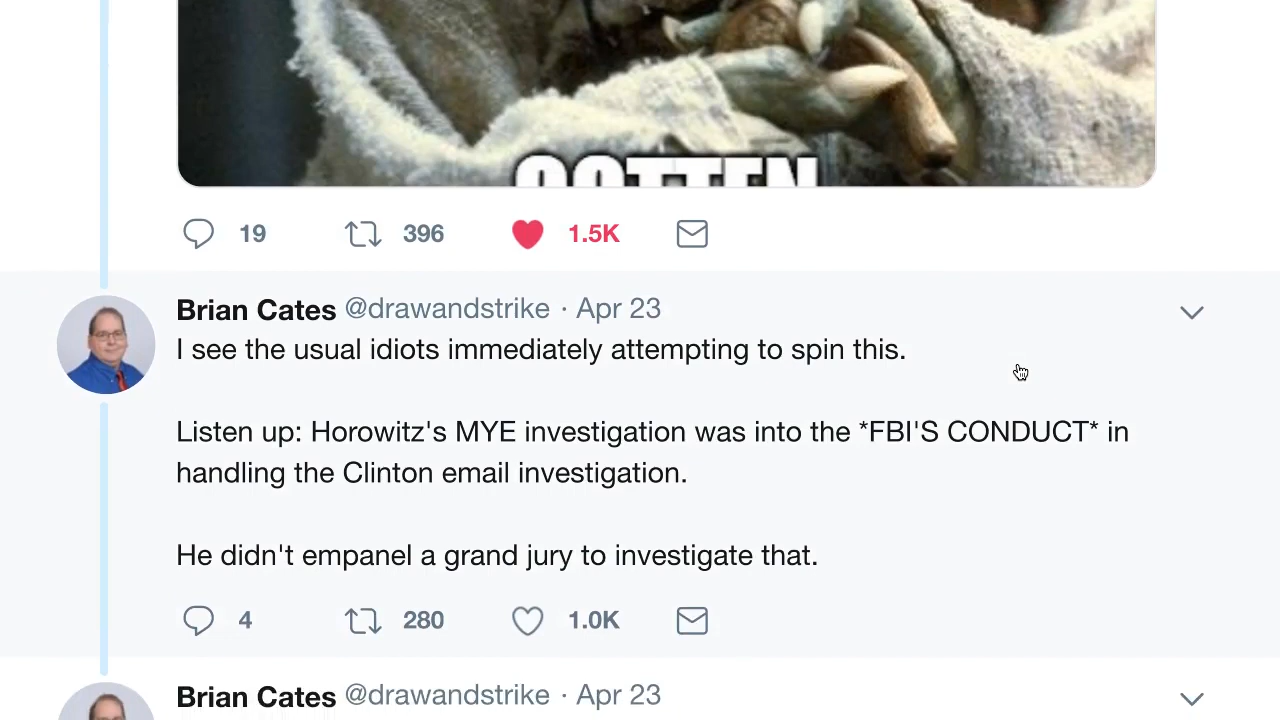 GOTTEN
19 396 1.5K
Brian Cates @drawandstrike · Apr 23
I see the usual idiots immediately attempting to spin this.
Listen up: Horowitz's MYE investigation was into the *FBI'S CONDUCT* in
handling the Clinton email investigation.
He didn't empanel a grand jury to investigate that.
4 280 1.0K
Brian Cates @drawandstrike · Apr 23